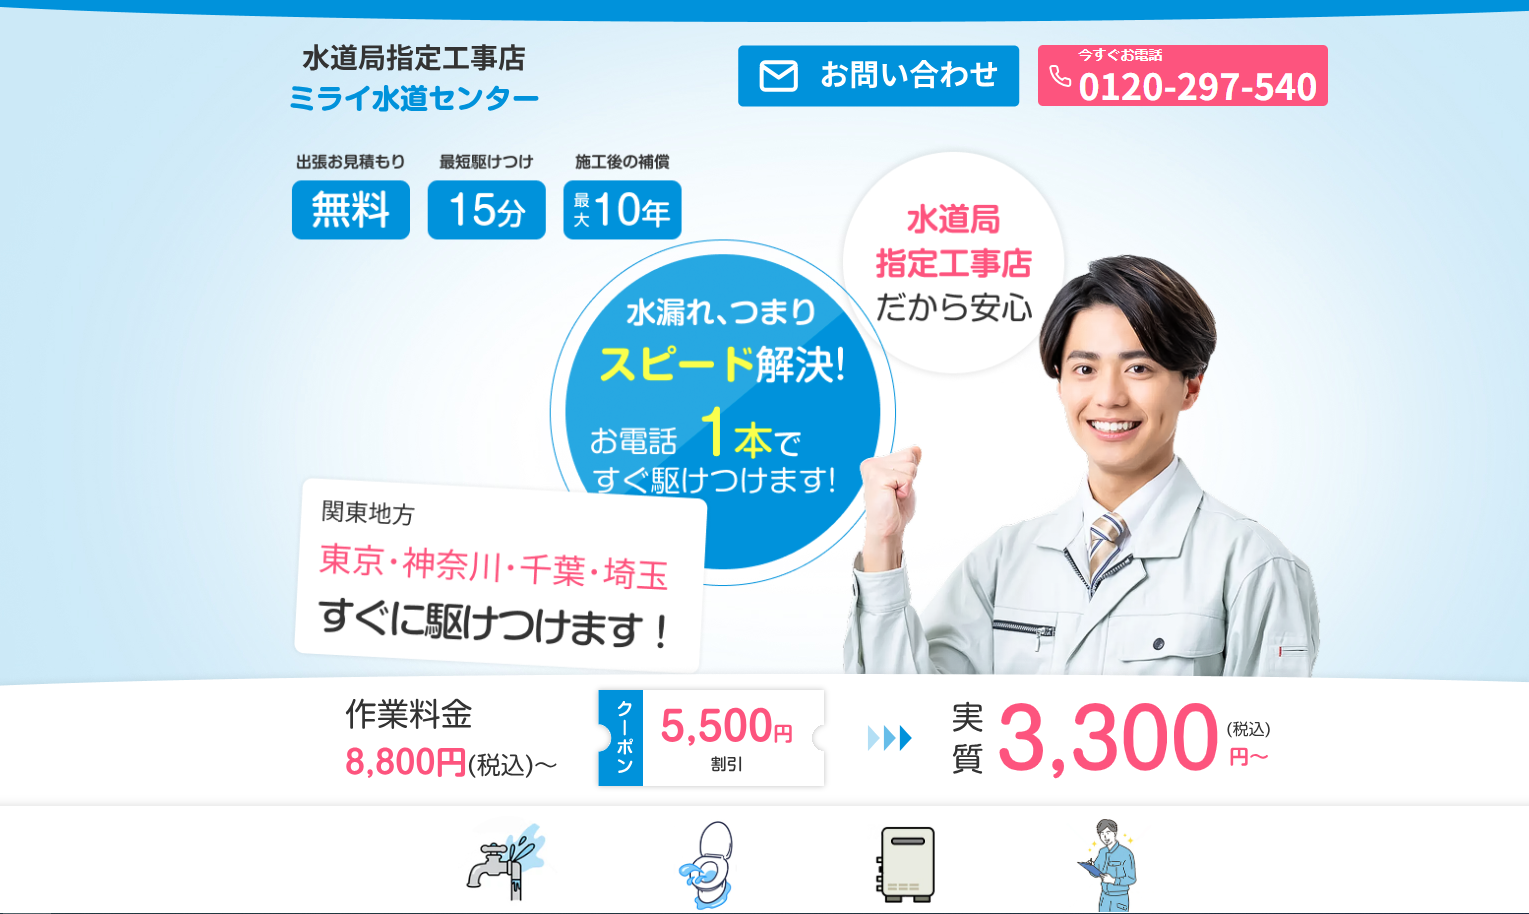 水道局指定工事店
ミライ水道センター
お問い合わせ
今すぐお電話
0120-297-540
出張お見積もり
無料
最短駆けつけ
15分
施工後の補償
最大10年
水道局
指定工事店
だから安心
水漏れ、つまり
スピード解決!
お電話 1本で
すぐ駆けつけます!
関東地方
東京・神奈川・千葉・埼玉
すぐに駆けつけます！
作業料金
8,800円(税込)～
クーポン
5,500円
割引
実質
3,300
(税込)
円～